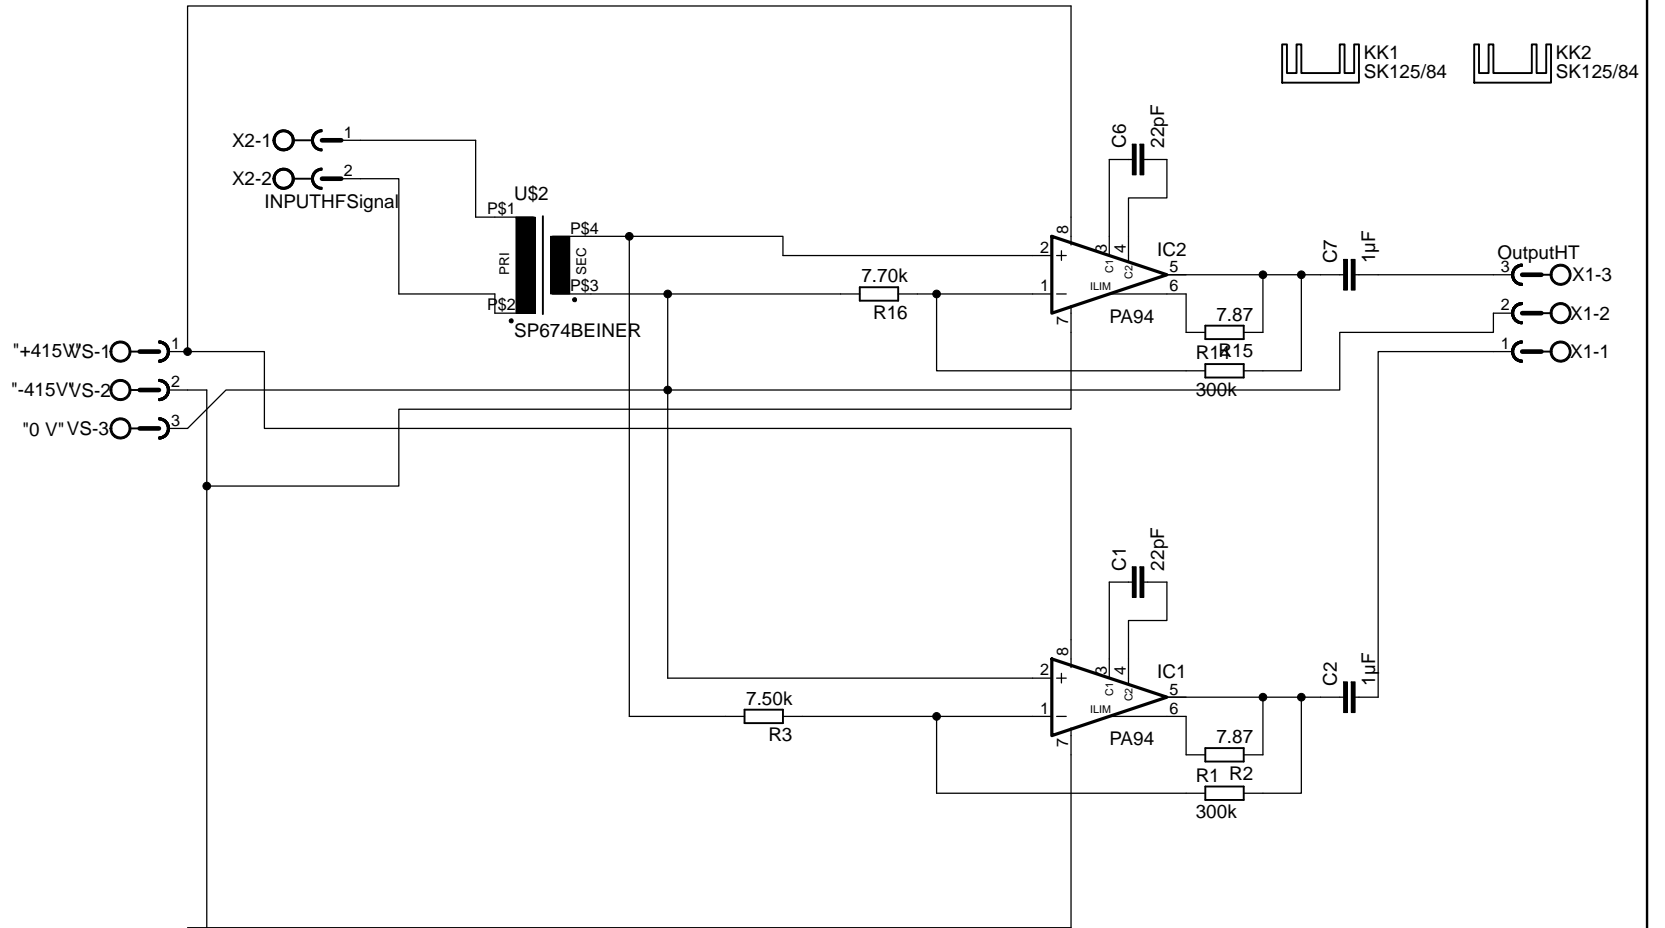 KK1
SK125/84
KK2
SK125/84
X2-1
1
X2-2
2
INPUTHFSignal
U$2
P$1
P$2
PRI
SEC
P$4
P$3
SP674BEINER
"+415V"
VS-1
1
"-415V"
VS-2
2
"0 V"
VS-3
3
C6
22pF
7.70k
R16
8
2
+
1
-
7
3
4
C1
C2
ILIM
IC2
5
6
PA94
7.87
R14
R15
300k
C7
1µF
OutputHT
3
X1-3
2
X1-2
1
X1-1
C1
22pF
7.50k
R3
8
2
+
1
-
7
3
4
C1
C2
ILIM
IC1
5
6
PA94
7.87
R1
R2
300k
C2
1µF